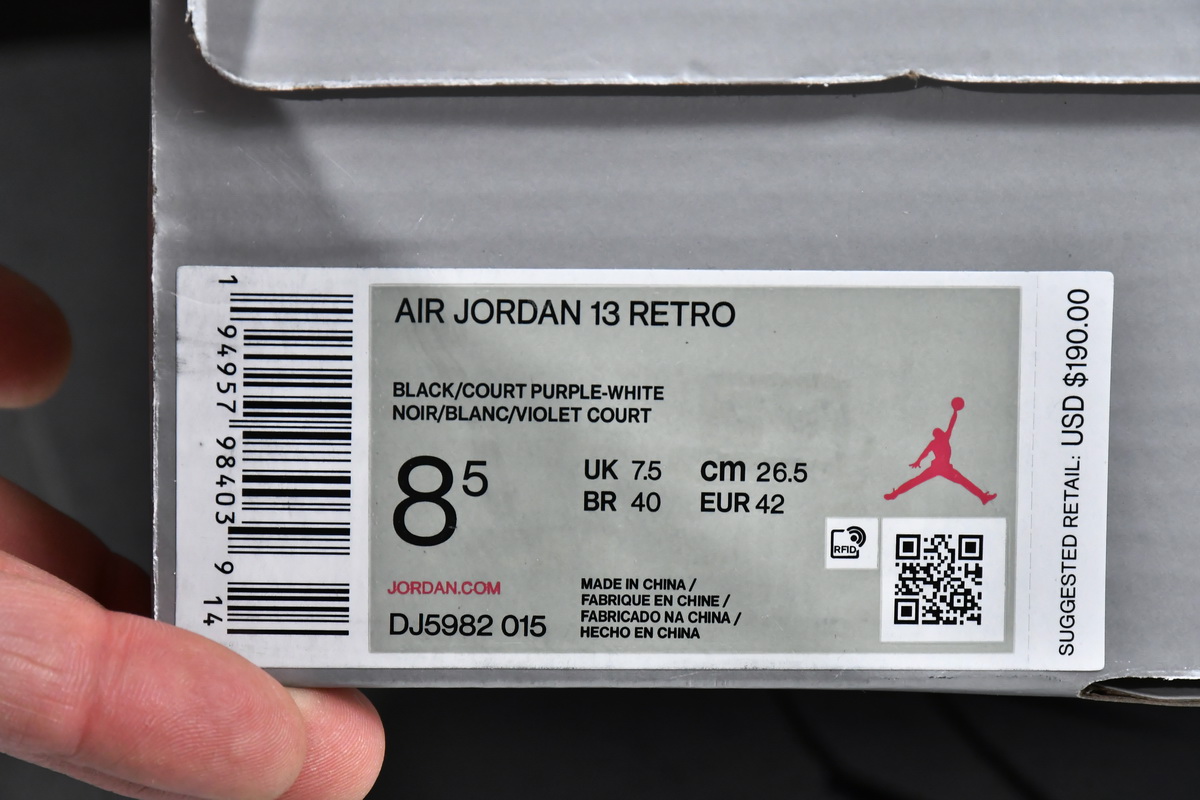 AIR JORDAN 13 RETRO
BLACK/COURT PURPLE-WHITE
NOIR/BLANC/VIOLET COURT
8 5
UK 7.5 cm 26.5
BR 40 EUR 42
RFID
JORDAN.COM
DJ5982 015
MADE IN CHINA /
FABRIQUE EN CHINE /
FABRICADO NA CHINA /
HECHO EN CHINA
1 94957 98403 9 14
SUGGESTED RETAIL: USD $190.00